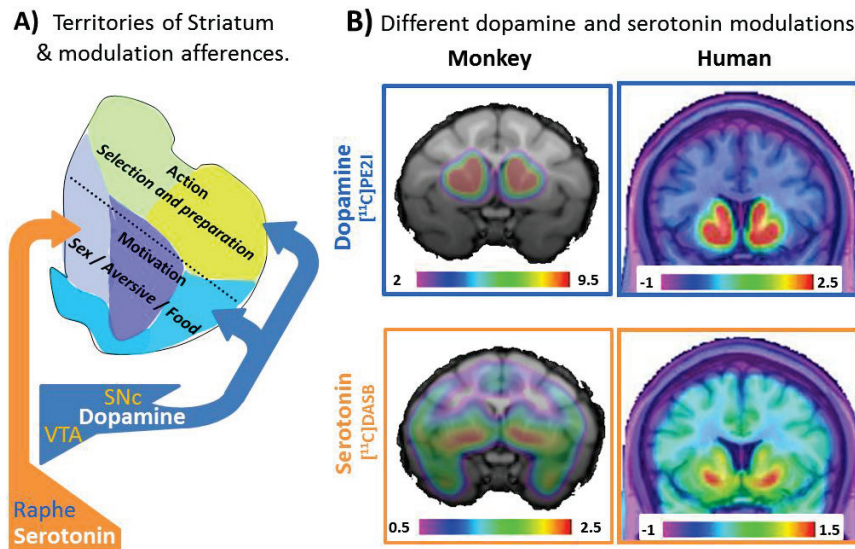 A) Territories of Striatum
& modulation afferences.
Action
Selection and preparation
Motivation
Sex / Aversive / Food
SNc
Dopamine
VTA
Raphe
Serotonin
B) Different dopamine and serotonin modulations
Monkey
Human
Dopamine
[¹¹C]PE2I
2
9.5
-1
2.5
Serotonin
[¹¹C]DASB
0.5
2.5
-1
1.5